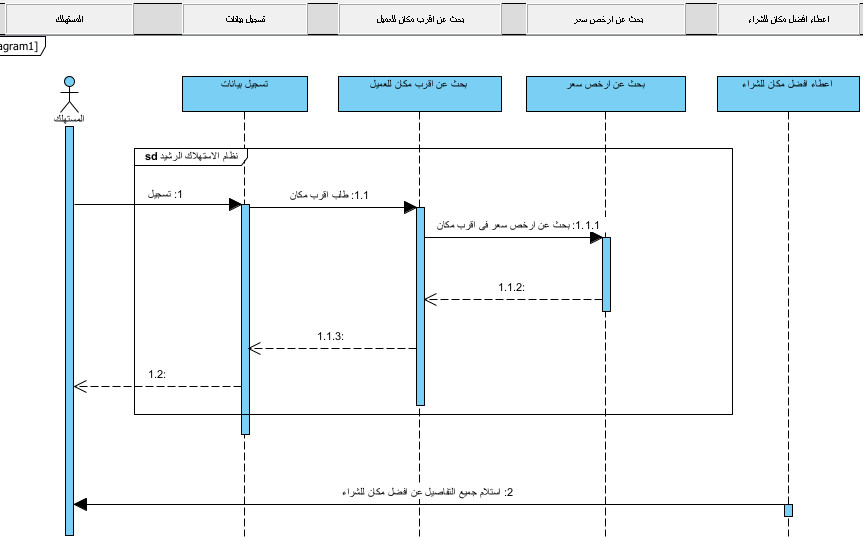 المستهلك
تسجيل بيانات
بحث عن اقرب مكان للعميل
بحث عن ارخص سعر
اعطاء افضل مكان للشراء
agram1]
تسجيل بيانات
بحث عن اقرب مكان للعميل
بحث عن ارخص سعر
اعطاء افضل مكان للشراء
المستهلك
sd نظام الاستهلاك الرشيد
1: تسجيل
1.1: طلب اقرب مكان
1.1.1: بحث عن ارخص سعر فى اقرب مكان
1.1.2:
1.1.3:
1.2:
2: استلام جميع التفاصيل عن افضل مكان للشراء